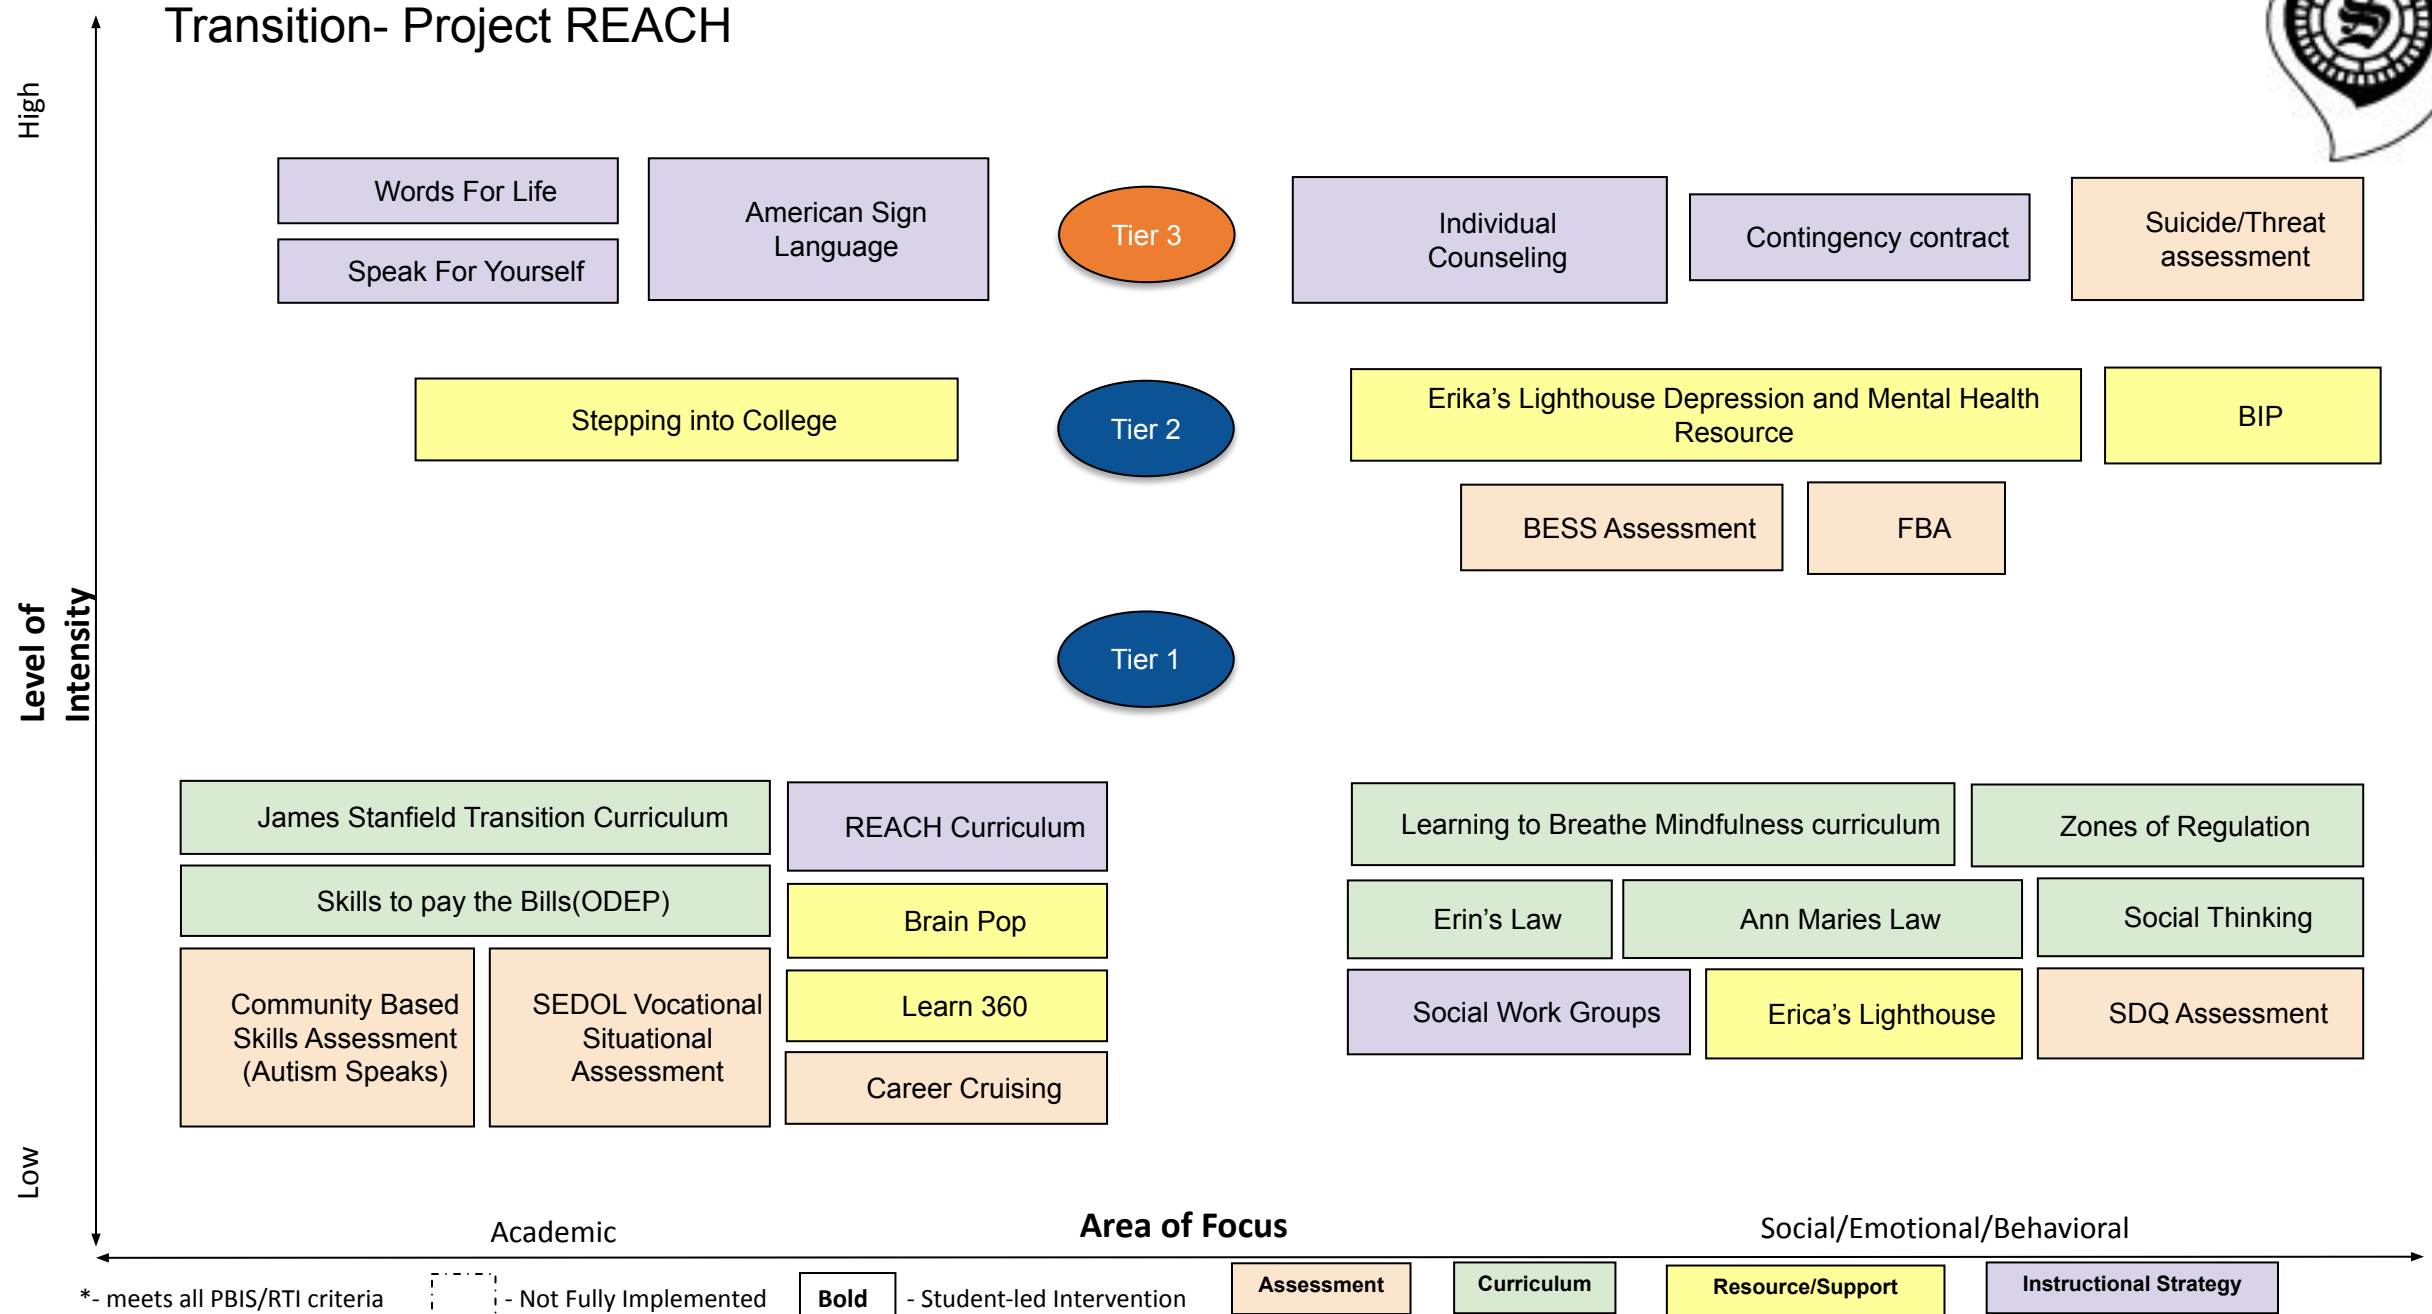 Transition- Project REACH
High
Words For Life
Speak For Yourself
American Sign
Language
Tier 3
Individual
Counseling
Contingency contract
Suicide/Threat
assessment
Stepping into College
Tier 2
Erika’s Lighthouse Depression and Mental Health
Resource
BIP
BESS Assessment
FBA
Level of
Intensity
Tier 1
James Stanfield Transition Curriculum
REACH Curriculum
Skills to pay the Bills(ODEP)
Brain Pop
Community Based
Skills Assessment
(Autism Speaks)
SEDOL Vocational
Situational
Assessment
Learn 360
Career Cruising
Learning to Breathe Mindfulness curriculum
Zones of Regulation
Erin’s Law
Ann Maries Law
Social Thinking
Social Work Groups
Erica’s Lighthouse
SDQ Assessment
Low
Academic
Area of Focus
Social/Emotional/Behavioral
*- meets all PBIS/RTI criteria
- Not Fully Implemented
Bold
- Student-led Intervention
Assessment
Curriculum
Resource/Support
Instructional Strategy
S